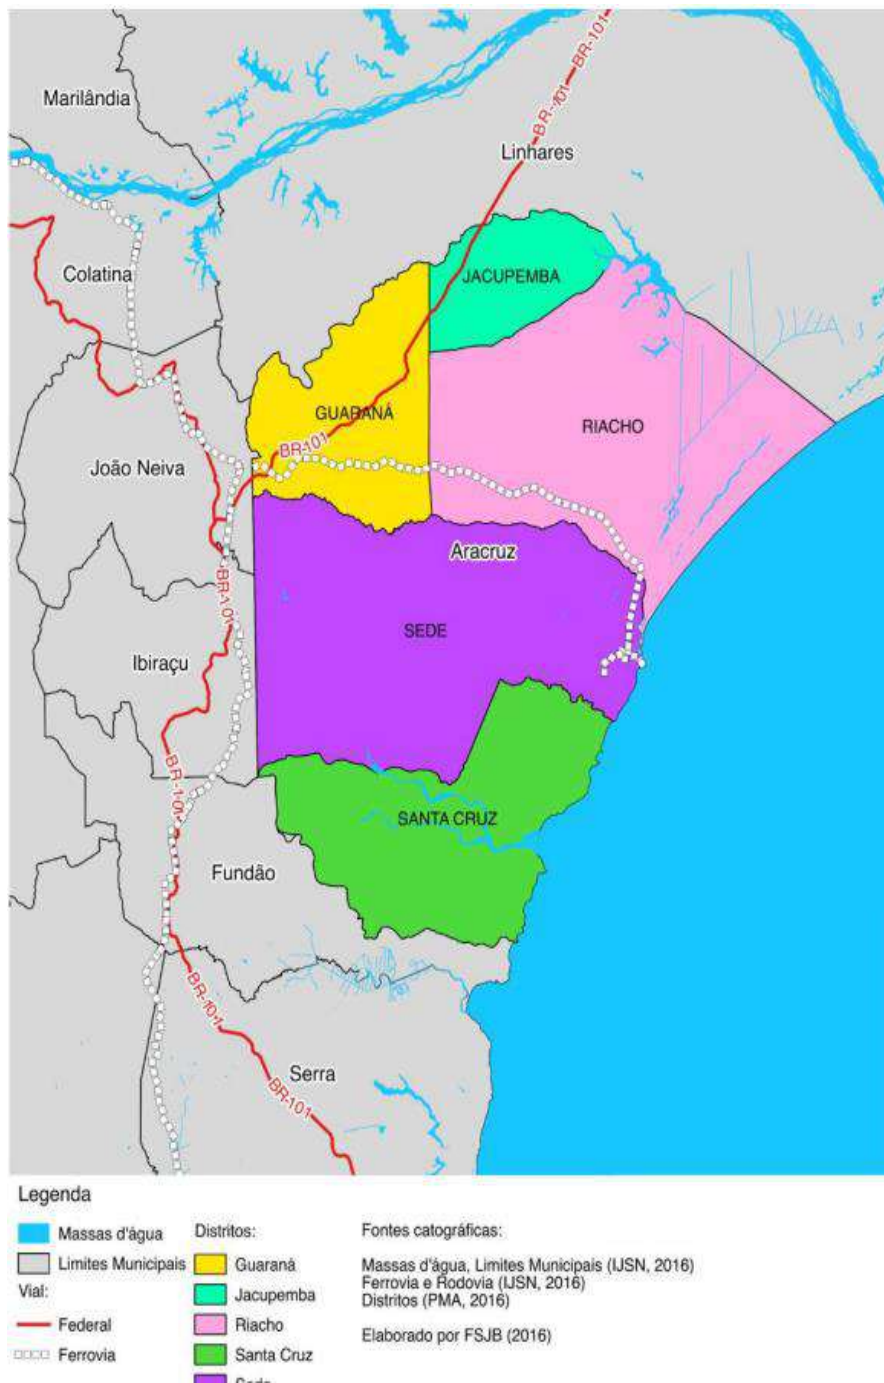 Marilândia
BR-101
BR-101
Linhares
Colatina
JACUPEMBA
GUARANÁ
RIACHO
BR-101
João Neiva
Aracruz
BR-101
SEDE
Ibiraçu
BR-101
SANTA CRUZ
Fundão
BR-101
Serra
BR-101
Legenda
Massas d'água
Limites Municipais
Vial:
Federal
Ferrovia
Distritos:
Guaraná
Jacupemba
Riacho
Santa Cruz
Sede
Fontes catográficas:
Massas d'água, Limites Municipais (IJSN, 2016)
Ferrovia e Rodovia (IJSN, 2016)
Distritos (PMA, 2016)
Elaborado por FSJB (2016)